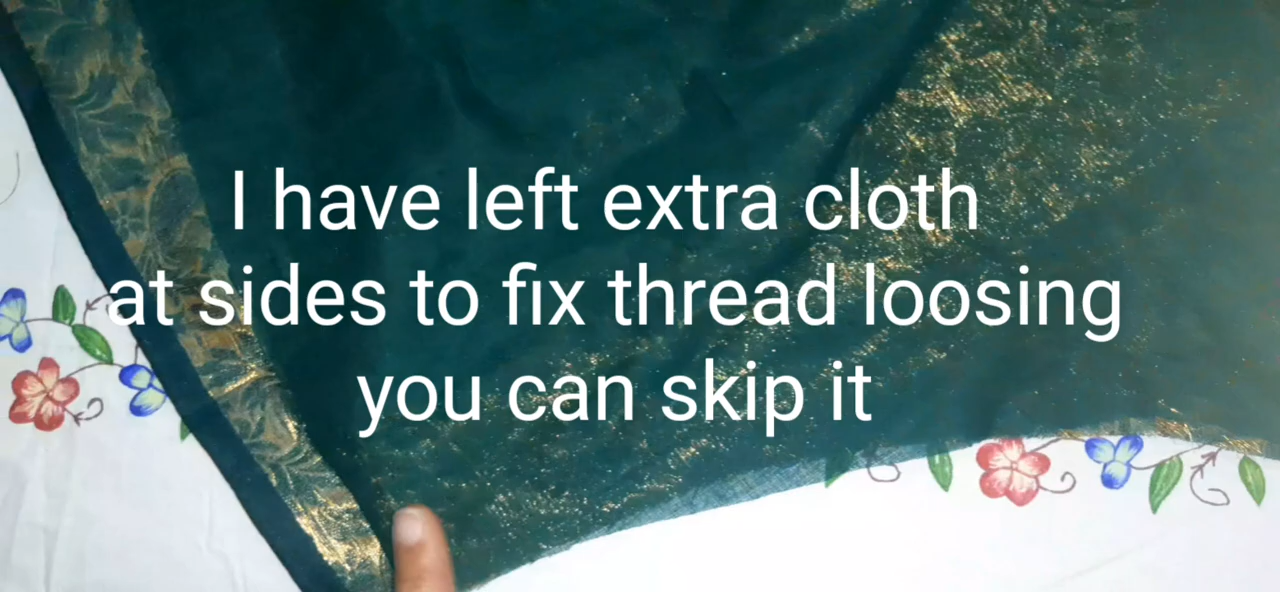 I have left extra cloth
at sides to fix thread loosing
you can skip it